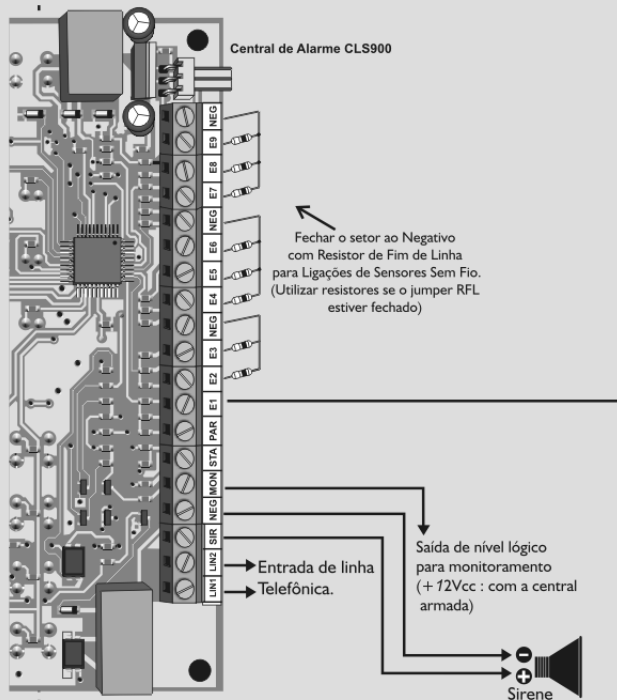 Central de Alarme CLS900
NEG
E9
E8
E7
NEG
E6
E5
E4
NEG
E3
E2
E1
PAR
STA
MON
NEG
SIR
LIN2
LIN1
Fechar o setor ao Negativo
com Resistor de Fim de Linha
para Ligações de Sensores Sem Fio.
(Utilizar resistores se o jumper RFL
estiver fechado)
Saída de nível lógico
para monitoramento
(+12Vcc : com a central
armada)
Entrada de linha
Telefônica.
Sirene